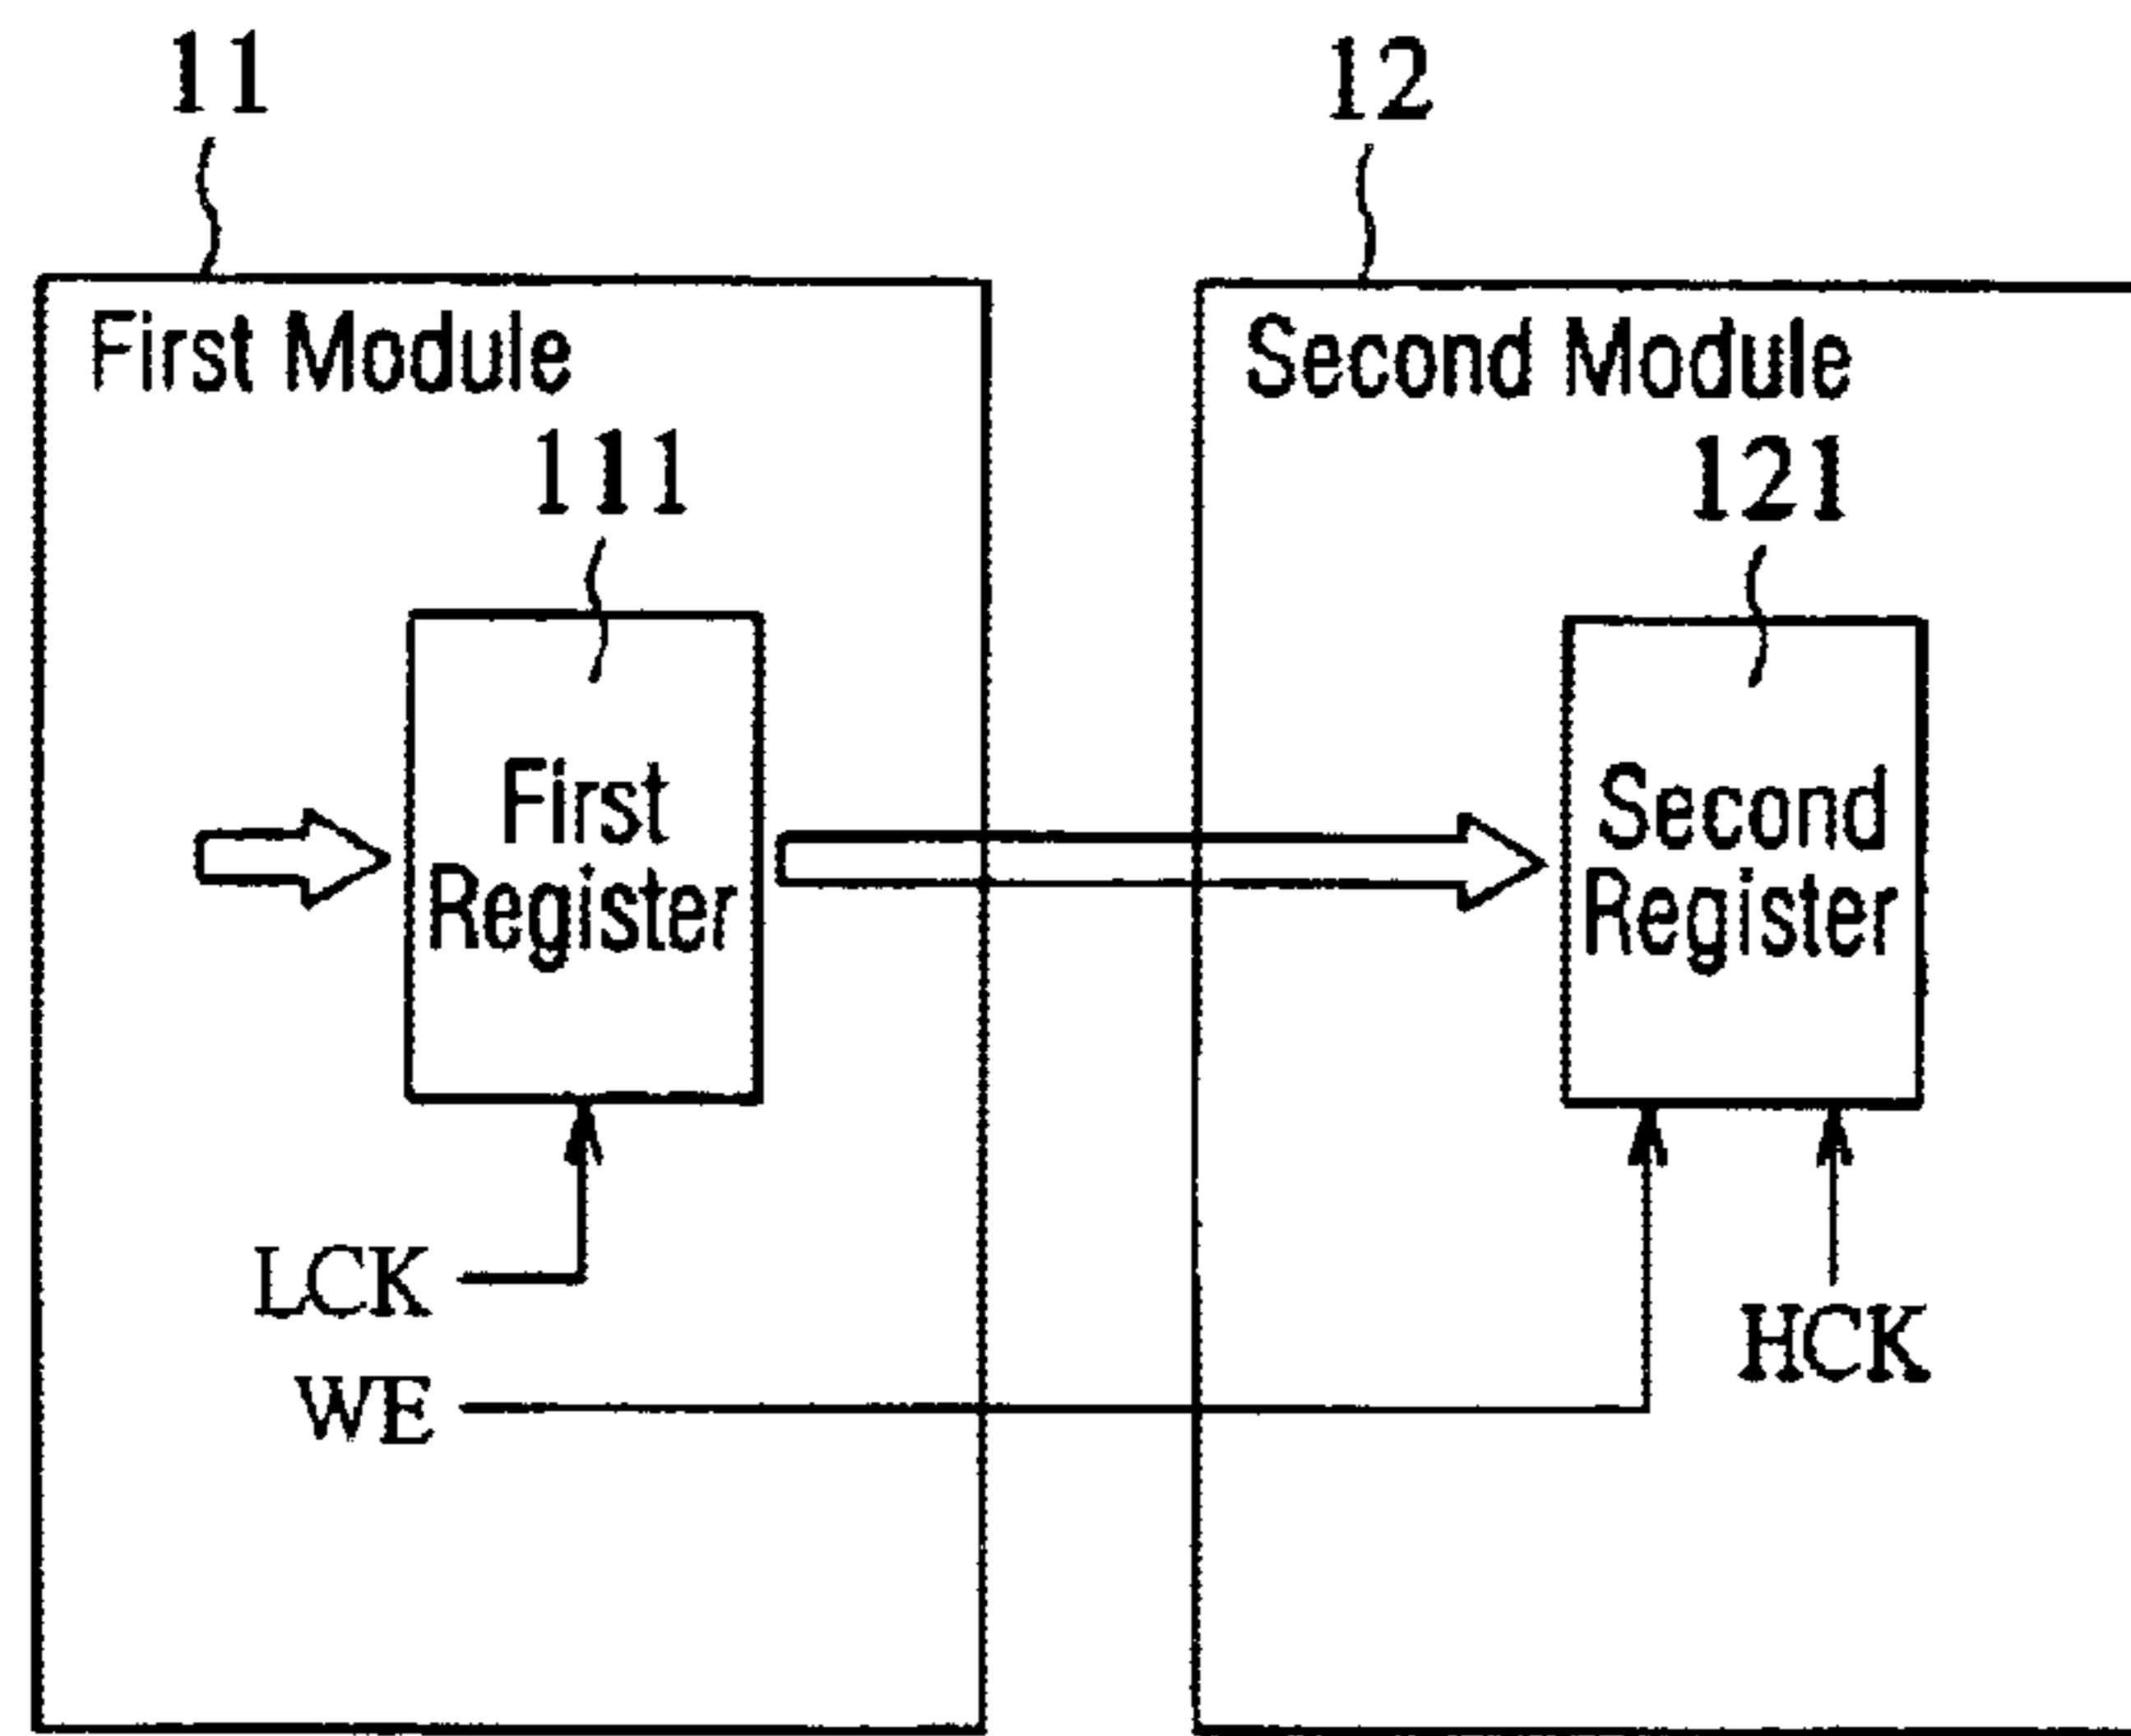 11
12
First Module
Second Module
111
121
First
Register
Second
Register
LCK
HCK
WE